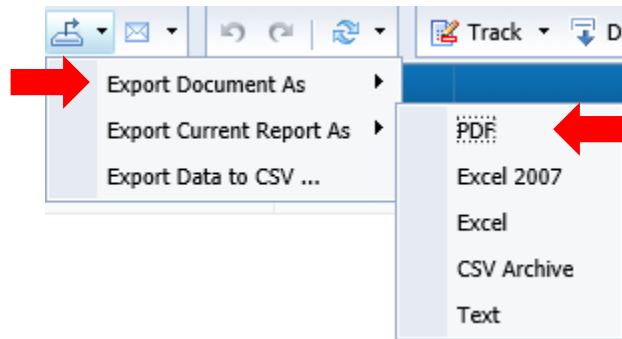 Track D
Export Document As
Export Current Report As
Export Data to CSV ...
PDF
Excel 2007
Excel
CSV Archive
Text